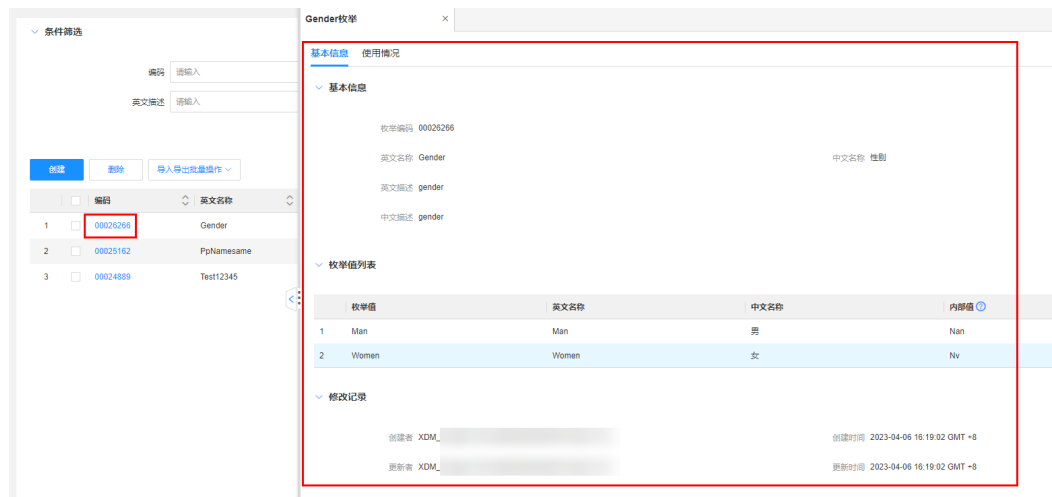 条件筛选
编码 请输入
英文描述 请输入
创建 删除 导入导出批量操作
编码 英文名称
1 00026266 Gender
2 00025162 PpNamesame
3 00024889 Test12345
Gender枚举 ×
基本信息 使用情况
基本信息
枚举编码 00026266
英文名称 Gender 中文名称 性别
英文描述 gender
中文描述 gender
枚举值列表
枚举值 英文名称 中文名称 内部值 ?
1 Man Man 男 Nan
2 Women Women 女 Nv
修改记录
创建者 XDM_ 创建时间 2023-04-06 16:19:02 GMT +8
更新者 XDM_ 更新时间 2023-04-06 16:19:02 GMT +8